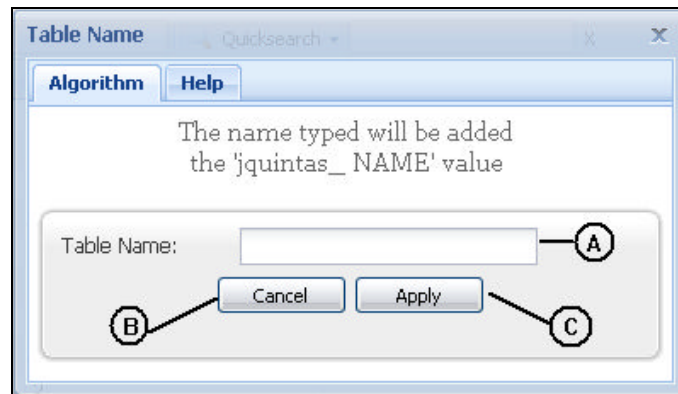 Table Name
Quicksearch
x
x
Algorithm Help
The name typed will be added
the 'jquintas_ NAME' value
Table Name:
A
Cancel Apply
B
C